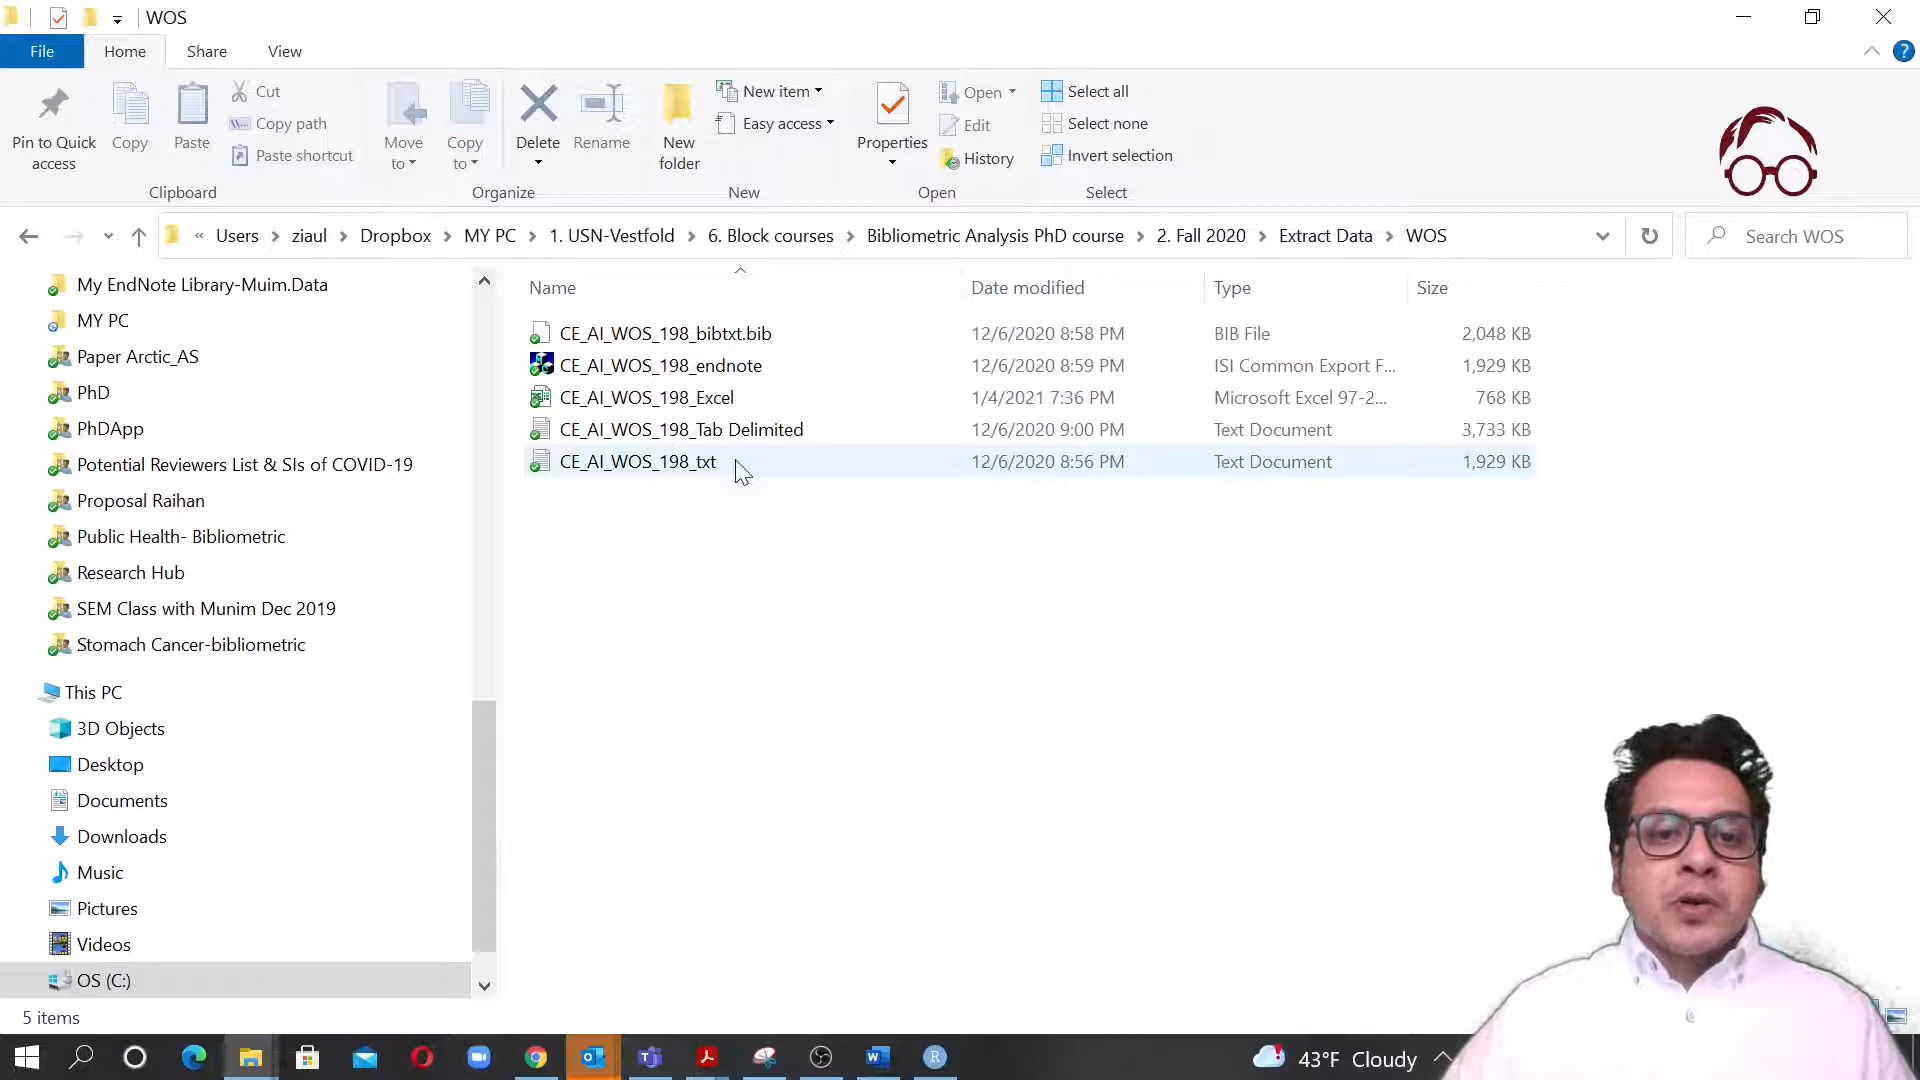 WOS
File Home Share View
Pin to Quick access
Copy
Paste
Cut
Copy path
Paste shortcut
Clipboard
Move to
Copy to
Delete
Rename
Organize
New folder
New item
Easy access
New
Properties
Open
Edit
History
Open
Select all
Select none
Invert selection
Select
« Users > ziaul > Dropbox > MY PC > 1. USN-Vestfold > 6. Block courses > Bibliometric Analysis PhD course > 2. Fall 2020 > Extract Data > WOS
Search WOS
My EndNote Library-Muim.Data
MY PC
Paper Arctic_AS
PhD
PhDApp
Potential Reviewers List & SIs of COVID-19
Proposal Raihan
Public Health- Bibliometric
Research Hub
SEM Class with Munim Dec 2019
Stomach Cancer-bibliometric
This PC
3D Objects
Desktop
Documents
Downloads
Music
Pictures
Videos
OS (C:)
Name Date modified Type Size
CE_AI_WOS_198_bibtxt.bib 12/6/2020 8:58 PM BIB File 2,048 KB
CE_AI_WOS_198_endnote 12/6/2020 8:59 PM ISI Common Export F... 1,929 KB
CE_AI_WOS_198_Excel 1/4/2021 7:36 PM Microsoft Excel 97-2... 768 KB
CE_AI_WOS_198_Tab Delimited 12/6/2020 9:00 PM Text Document 3,733 KB
CE_AI_WOS_198_txt 12/6/2020 8:56 PM Text Document 1,929 KB
5 items
43°F Cloudy